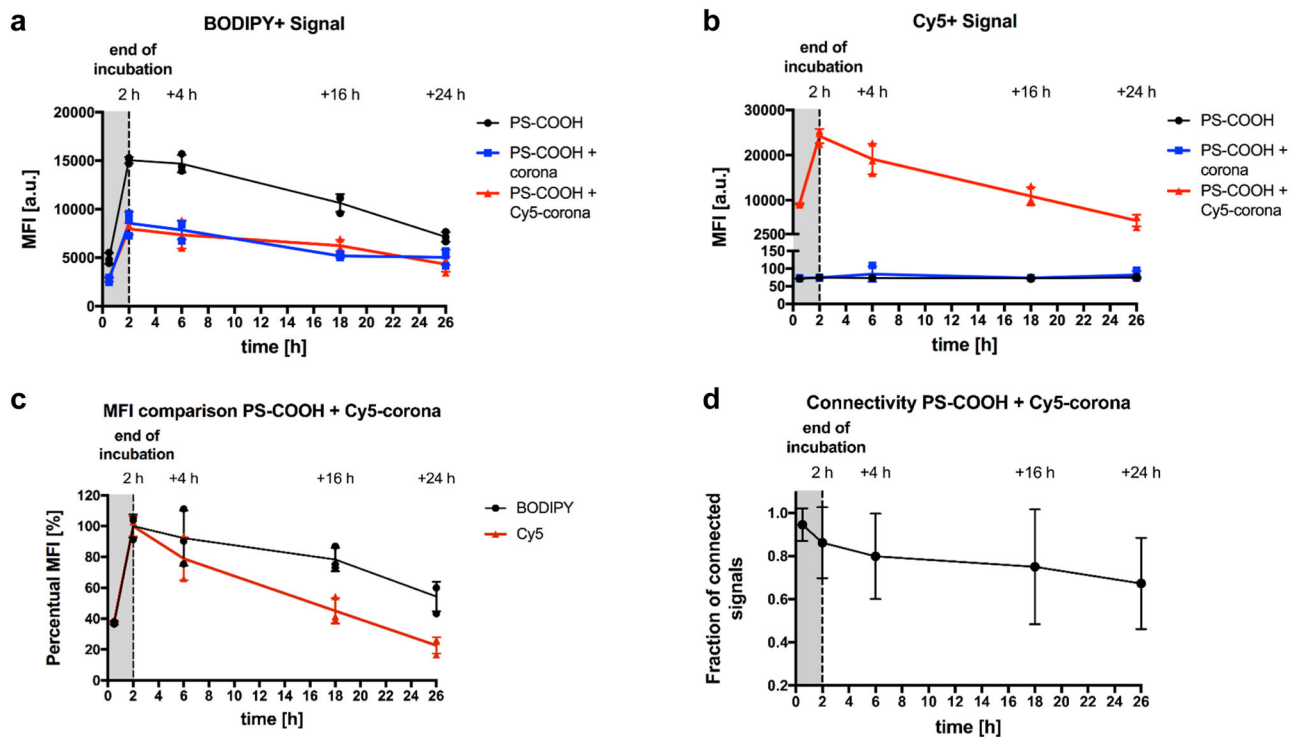 a
BODIPY+ Signal
end of
incubation
2 h +4 h +16 h +24 h
20000
15000
10000
5000
0
MFI [a.u.]
0 2 4 6 8 10 12 14 16 18 20 22 24 26
time [h]
PS-COOH
PS-COOH +
corona
PS-COOH +
Cy5-corona
b
Cy5+ Signal
end of
incubation
2 h +4 h +16 h +24 h
30000
20000
10000
2500
150
100
50
0
MFI [a.u.]
0 2 4 6 8 10 12 14 16 18 20 22 24 26
time [h]
PS-COOH
PS-COOH +
corona
PS-COOH +
Cy5-corona
c
MFI comparison PS-COOH + Cy5-corona
end of
incubation
2 h +4 h +16 h +24 h
120
100
80
60
40
20
0
Percentual MFI [%]
0 2 4 6 8 10 12 14 16 18 20 22 24 26
time [h]
BODIPY
Cy5
d
Connectivity PS-COOH + Cy5-corona
end of
incubation
2 h +4 h +16 h +24 h
1.0
0.8
0.6
0.4
0.2
Fraction of connected
signals
0 2 4 6 8 10 12 14 16 18 20 22 24 26
time [h]